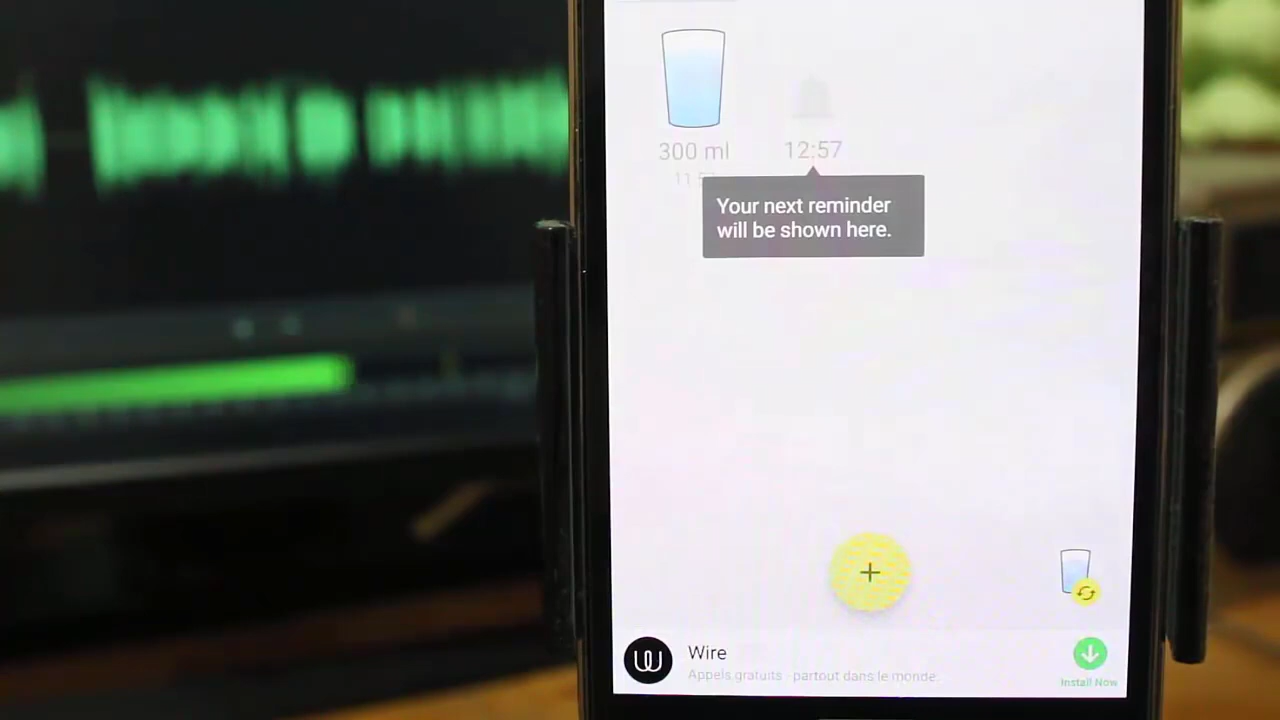 300 ml
12:57
Your next reminder
will be shown here.
Wire
Appels gratuits - partout dans le monde.
Install Now